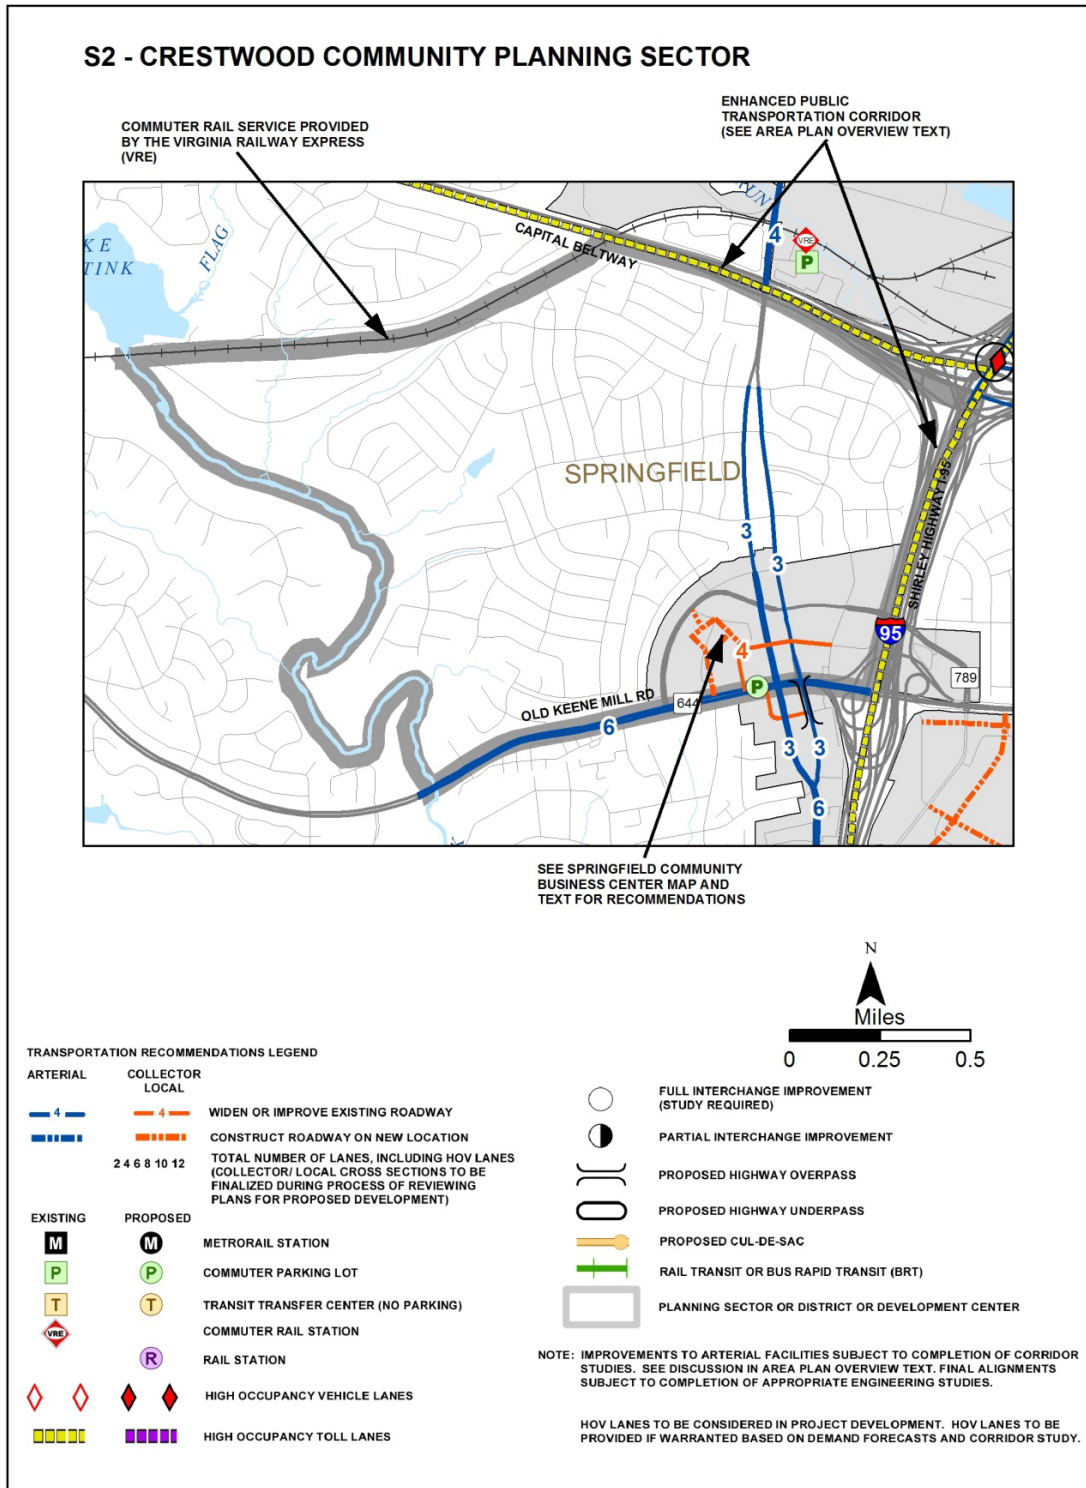 S2 - CRESTWOOD COMMUNITY PLANNING SECTOR
COMMUTER RAIL SERVICE PROVIDED
BY THE VIRGINIA RAILWAY EXPRESS
(VRE)
ENHANCED PUBLIC
TRANSPORTATION CORRIDOR
(SEE AREA PLAN OVERVIEW TEXT)
KE
TINK
FLAG
CAPITAL BELTWAY
RUN
4
VRE
P
SPRINGFIELD
SHIRLEY HIGHWAY I-95
3
3
95
4
P
789
OLD KEENE MILL RD
644
6
3
3
6
SEE SPRINGFIELD COMMUNITY
BUSINESS CENTER MAP AND
TEXT FOR RECOMMENDATIONS
N
Miles
0 0.25 0.5
TRANSPORTATION RECOMMENDATIONS LEGEND
ARTERIAL
COLLECTOR
LOCAL
4 4 WIDEN OR IMPROVE EXISTING ROADWAY
CONSTRUCT ROADWAY ON NEW LOCATION
2 4 6 8 10 12 TOTAL NUMBER OF LANES, INCLUDING HOV LANES
(COLLECTOR/ LOCAL CROSS SECTIONS TO BE
FINALIZED DURING PROCESS OF REVIEWING
PLANS FOR PROPOSED DEVELOPMENT)
EXISTING PROPOSED
M M METRORAIL STATION
P P COMMUTER PARKING LOT
T T TRANSIT TRANSFER CENTER (NO PARKING)
VRE COMMUTER RAIL STATION
R RAIL STATION
HIGH OCCUPANCY VEHICLE LANES
HIGH OCCUPANCY TOLL LANES
FULL INTERCHANGE IMPROVEMENT
(STUDY REQUIRED)
PARTIAL INTERCHANGE IMPROVEMENT
PROPOSED HIGHWAY OVERPASS
PROPOSED HIGHWAY UNDERPASS
PROPOSED CUL-DE-SAC
RAIL TRANSIT OR BUS RAPID TRANSIT (BRT)
PLANNING SECTOR OR DISTRICT OR DEVELOPMENT CENTER
NOTE: IMPROVEMENTS TO ARTERIAL FACILITIES SUBJECT TO COMPLETION OF CORRIDOR
STUDIES. SEE DISCUSSION IN AREA PLAN OVERVIEW TEXT. FINAL ALIGNMENTS
SUBJECT TO COMPLETION OF APPROPRIATE ENGINEERING STUDIES.
HOV LANES TO BE CONSIDERED IN PROJECT DEVELOPMENT. HOV LANES TO BE
PROVIDED IF WARRANTED BASED ON DEMAND FORECASTS AND CORRIDOR STUDY.